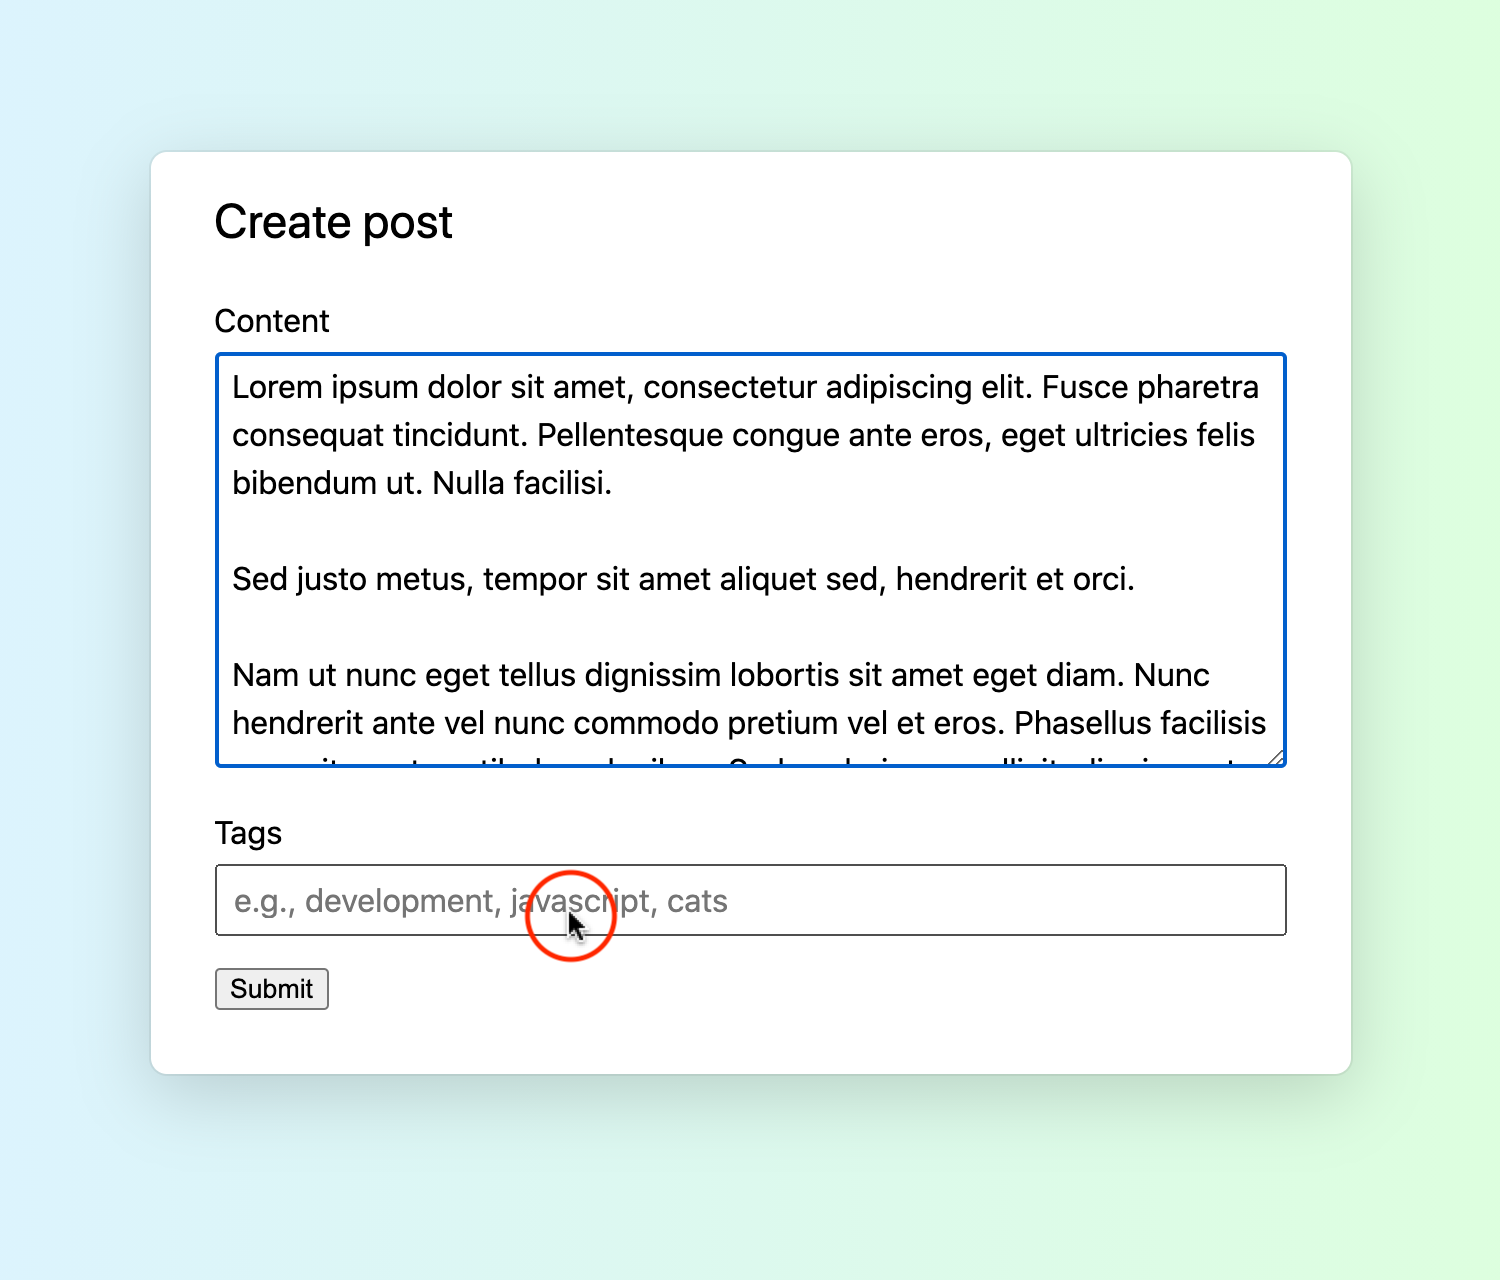 Create post
Content
Lorem ipsum dolor sit amet, consectetur adipiscing elit. Fusce pharetra
consequat tincidunt. Pellentesque congue ante eros, eget ultricies felis
bibendum ut. Nulla facilisi.
Sed justo metus, tempor sit amet aliquet sed, hendrerit et orci.
Nam ut nunc eget tellus dignissim lobortis sit amet eget diam. Nunc
hendrerit ante vel nunc commodo pretium vel et eros. Phasellus facilisis
Tags
e.g., development, javascript, cats
Submit